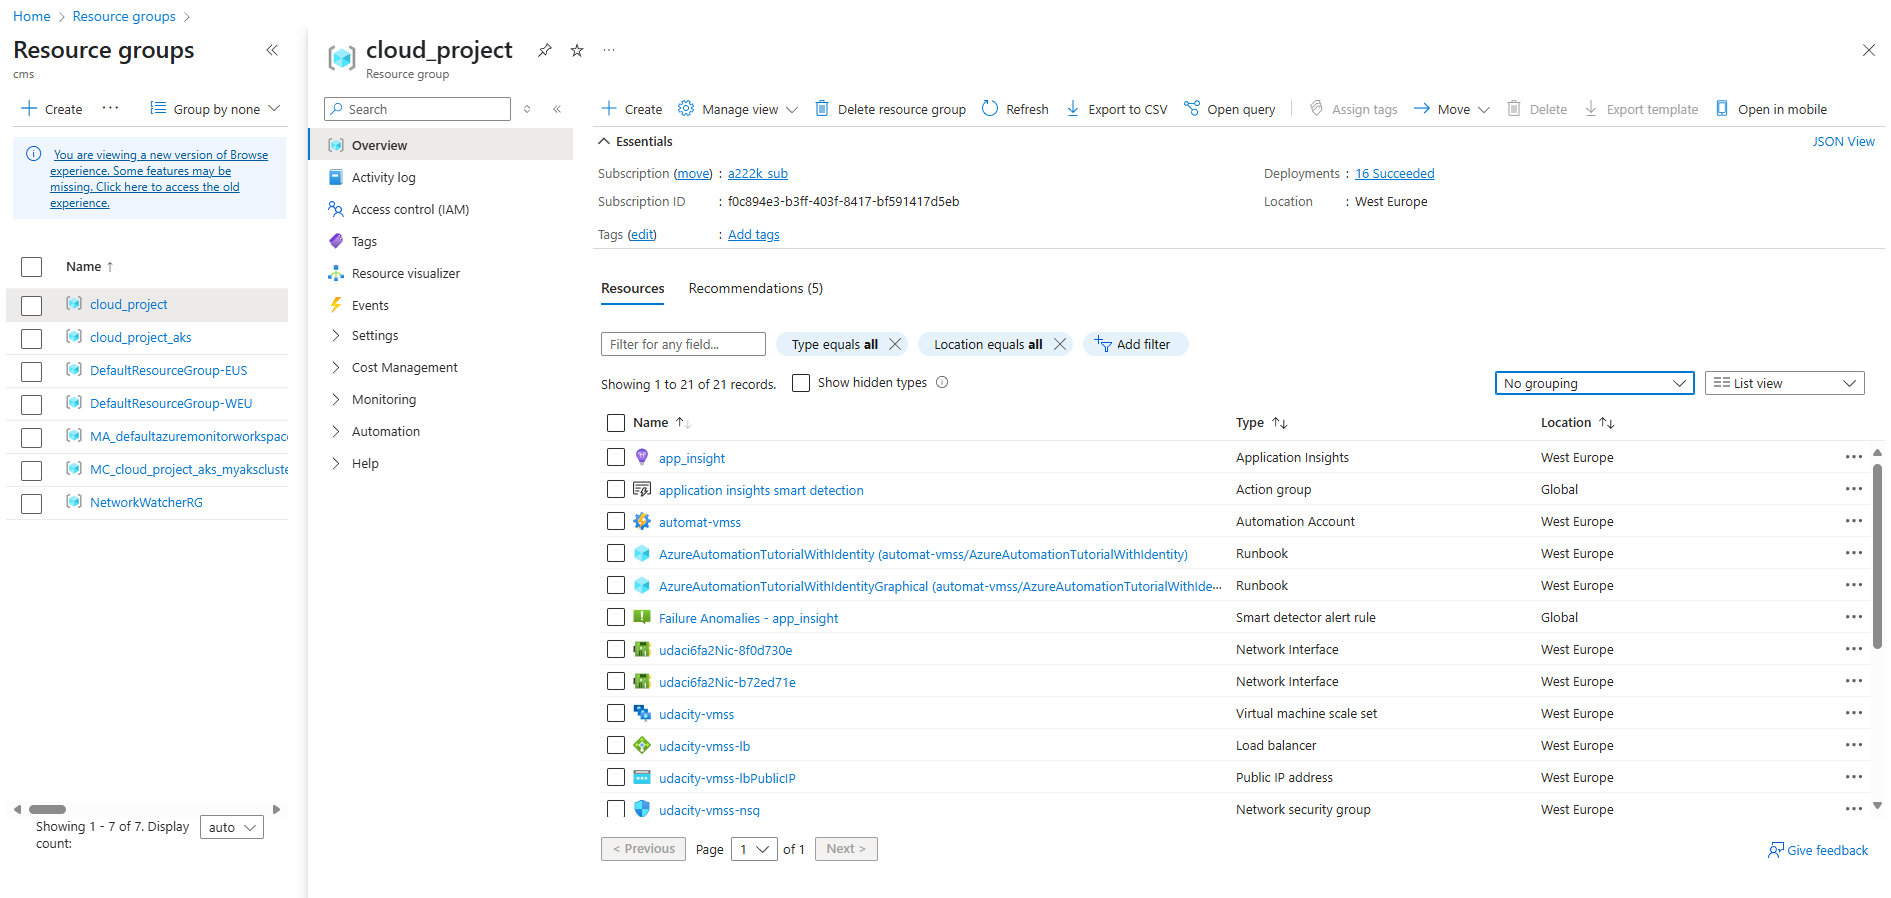 Home > Resource groups >
Resource groups
cms
Create
Group by none
You are viewing a new version of Browse
experience. Some features may be
missing. Click here to access the old
experience.
Name ↑
cloud_project
cloud_project_aks
DefaultResourceGroup-EUS
DefaultResourceGroup-WEU
MA_defaultazuremonitorworkspac
MC_cloud_project_aks_myakscluste
NetworkWatcherRG
Showing 1 - 7 of 7. Display
count:
auto
cloud_project
Resource group
Search
Overview
Activity log
Access control (IAM)
Tags
Resource visualizer
Events
Settings
Cost Management
Monitoring
Automation
Help
Create Manage view Delete resource group Refresh Export to CSV Open query Assign tags Move Delete Export template Open in mobile
Essentials
JSON View
Subscription (move) : a222k_sub
Deployments : 16 Succeeded
Subscription ID : f0c894e3-b3ff-403f-8417-bf591417d5eb
Location : West Europe
Tags (edit) : Add tags
Resources Recommendations (5)
Filter for any field...
Type equals all
Location equals all
Add filter
Showing 1 to 21 of 21 records.
Show hidden types
No grouping
List view
Name ↑↓ Type ↑↓ Location ↑↓
app_insight Application Insights West Europe
application insights smart detection Action group Global
automat-vmss Automation Account West Europe
AzureAutomationTutorialWithIdentity (automat-vmss/AzureAutomationTutorialWithIdentity) Runbook West Europe
AzureAutomationTutorialWithIdentityGraphical (automat-vmss/AzureAutomationTutorialWithIde... Runbook West Europe
Failure Anomalies - app_insight Smart detector alert rule Global
udaci6fa2Nic-8f0d730e Network Interface West Europe
udaci6fa2Nic-b72ed71e Network Interface West Europe
udacity-vmss Virtual machine scale set West Europe
udacity-vmss-lb Load balancer West Europe
udacity-vmss-lbPublicIP Public IP address West Europe
udacity-vmss-nsg Network security group West Europe
< Previous Page 1 of 1 Next >
Give feedback